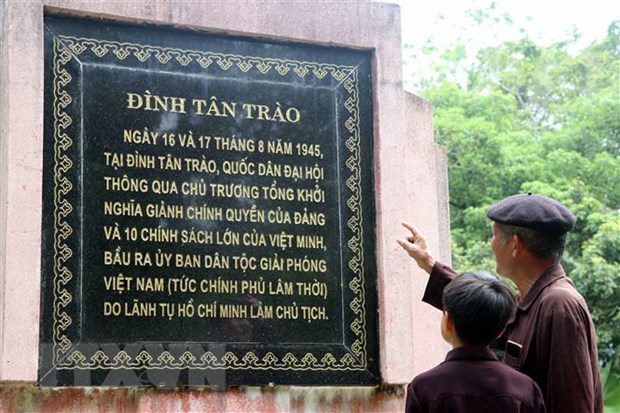 ĐÌNH TÂN TRÀO
NGÀY 16 VÀ 17 THÁNG 8 NĂM 1945,
TẠI ĐÌNH TÂN TRÀO, QUỐC DÂN ĐẠI HỘI
THÔNG QUA CHỦ TRƯƠNG TỔNG KHỞI
NGHĨA GIÀNH CHÍNH QUYỀN CỦA ĐẢNG
VÀ 10 CHÍNH SÁCH LỚN CỦA VIỆT MINH,
BẦU RA ỦY BAN DÂN TỘC GIẢI PHÓNG
VIỆT NAM (TỨC CHÍNH PHỦ LÂM THỜI)
DO LÃNH TỤ HỒ CHÍ MINH LÀM CHỦ TỊCH.